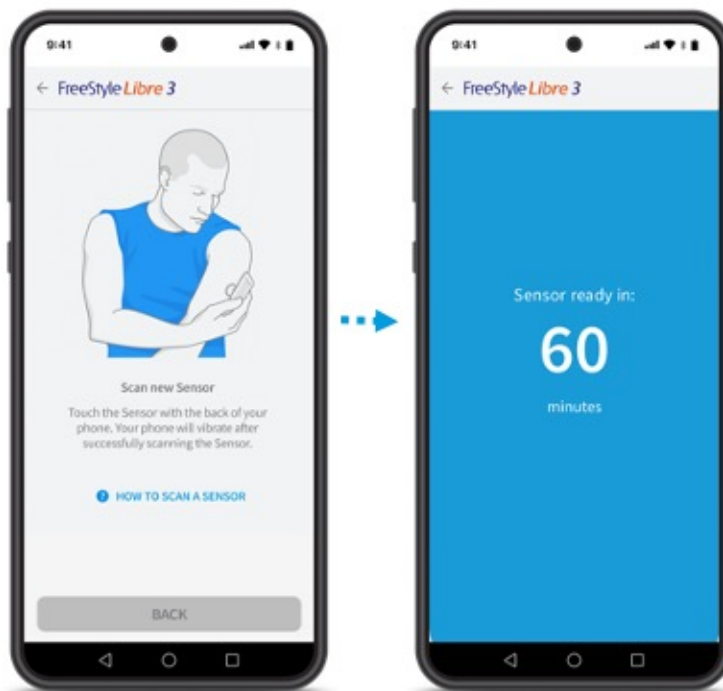 9:41
FreeStyle Libre 3
Scan new Sensor
Touch the Sensor with the back of your
phone. Your phone will vibrate after
successfully scanning the Sensor.
? HOW TO SCAN A SENSOR
BACK
9:41
FreeStyle Libre 3
Sensor ready in:
60
minutes